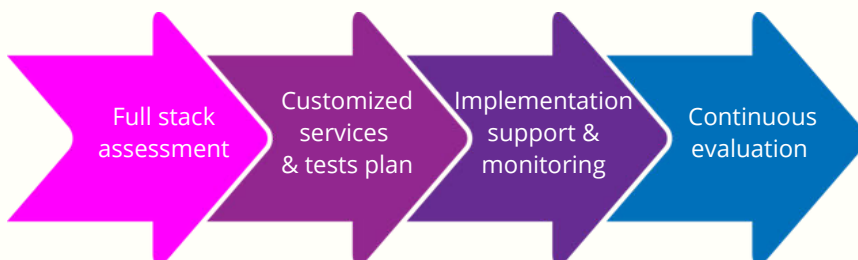 Full stack
assessment
Customized
services
& tests plan
Implementation
support &
monitoring
Continuous
evaluation